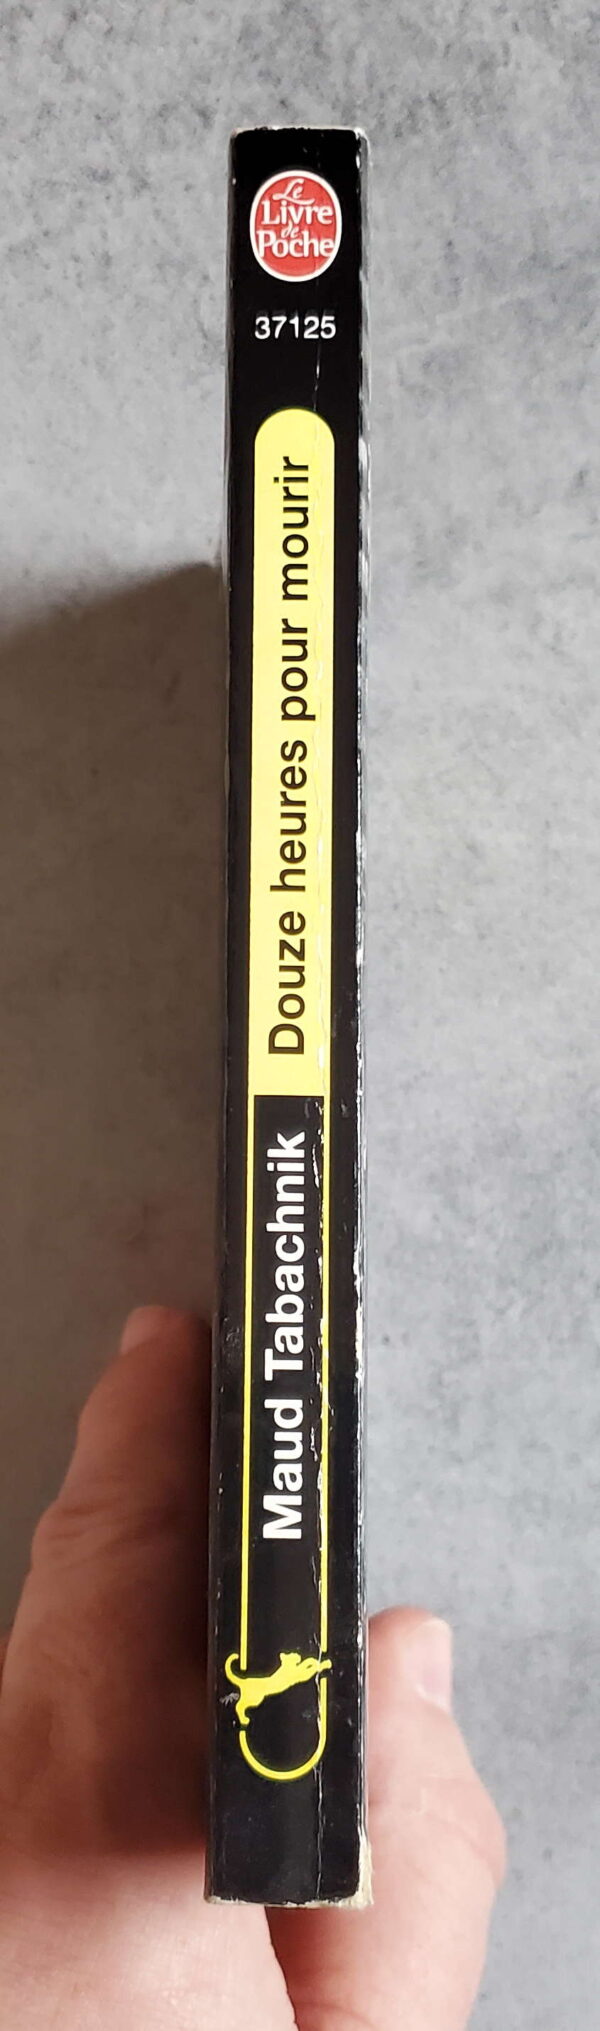 Le
Livre
de
Poche
37125
Douze heures pour mourir
Maud Tabachnik